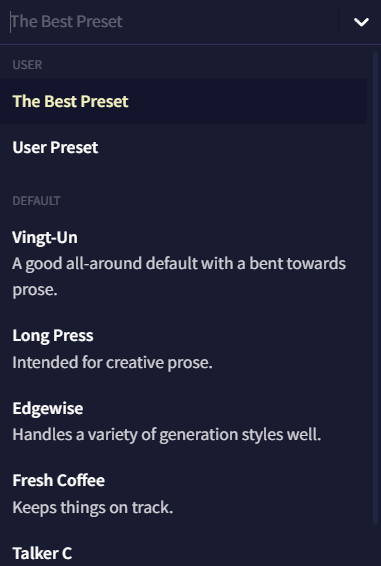 The Best Preset
USER
The Best Preset
User Preset
DEFAULT
Vingt-Un
A good all-around default with a bent towards
prose.
Long Press
Intended for creative prose.
Edgewise
Handles a variety of generation styles well.
Fresh Coffee
Keeps things on track.
Talker C